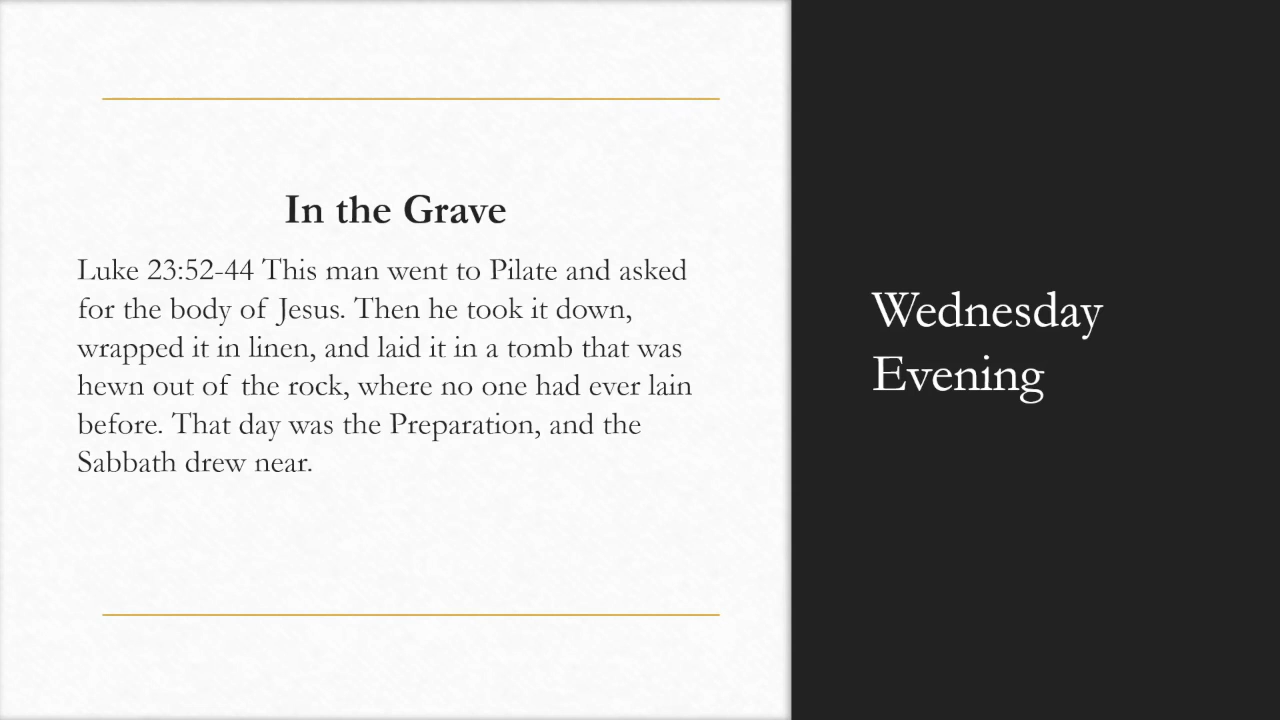 In the Grave
Luke 23:52-44 This man went to Pilate and asked
for the body of Jesus. Then he took it down,
wrapped it in linen, and laid it in a tomb that was
hewn out of the rock, where no one had ever lain
before. That day was the Preparation, and the
Sabbath drew near.
Wednesday
Evening